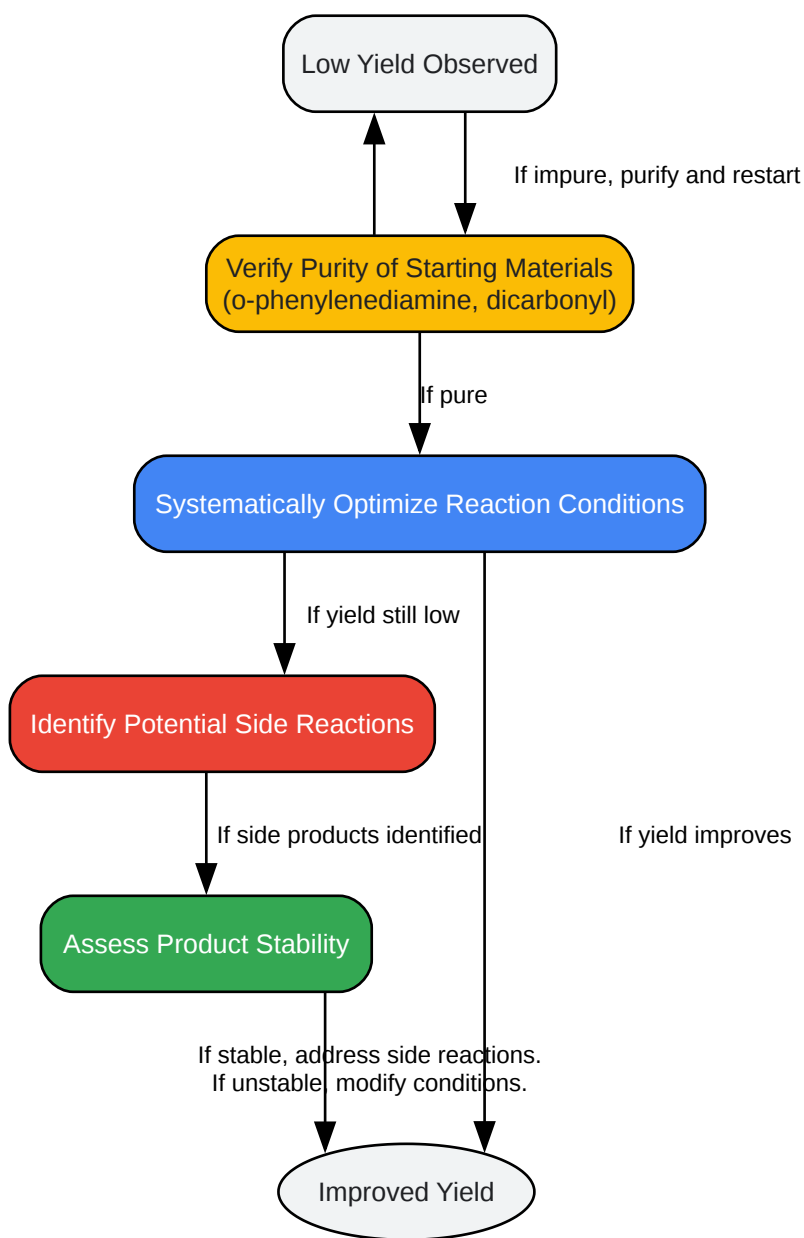 Low Yield Observed
If impure, purify and restart
Verify Purity of Starting Materials
(o-phenylenediamine, dicarbonyl)
If pure
Systematically Optimize Reaction Conditions
If yield still low
Identify Potential Side Reactions
If side products identified
If yield improves
Assess Product Stability
If stable, address side reactions.
If unstable, modify conditions.
Improved Yield